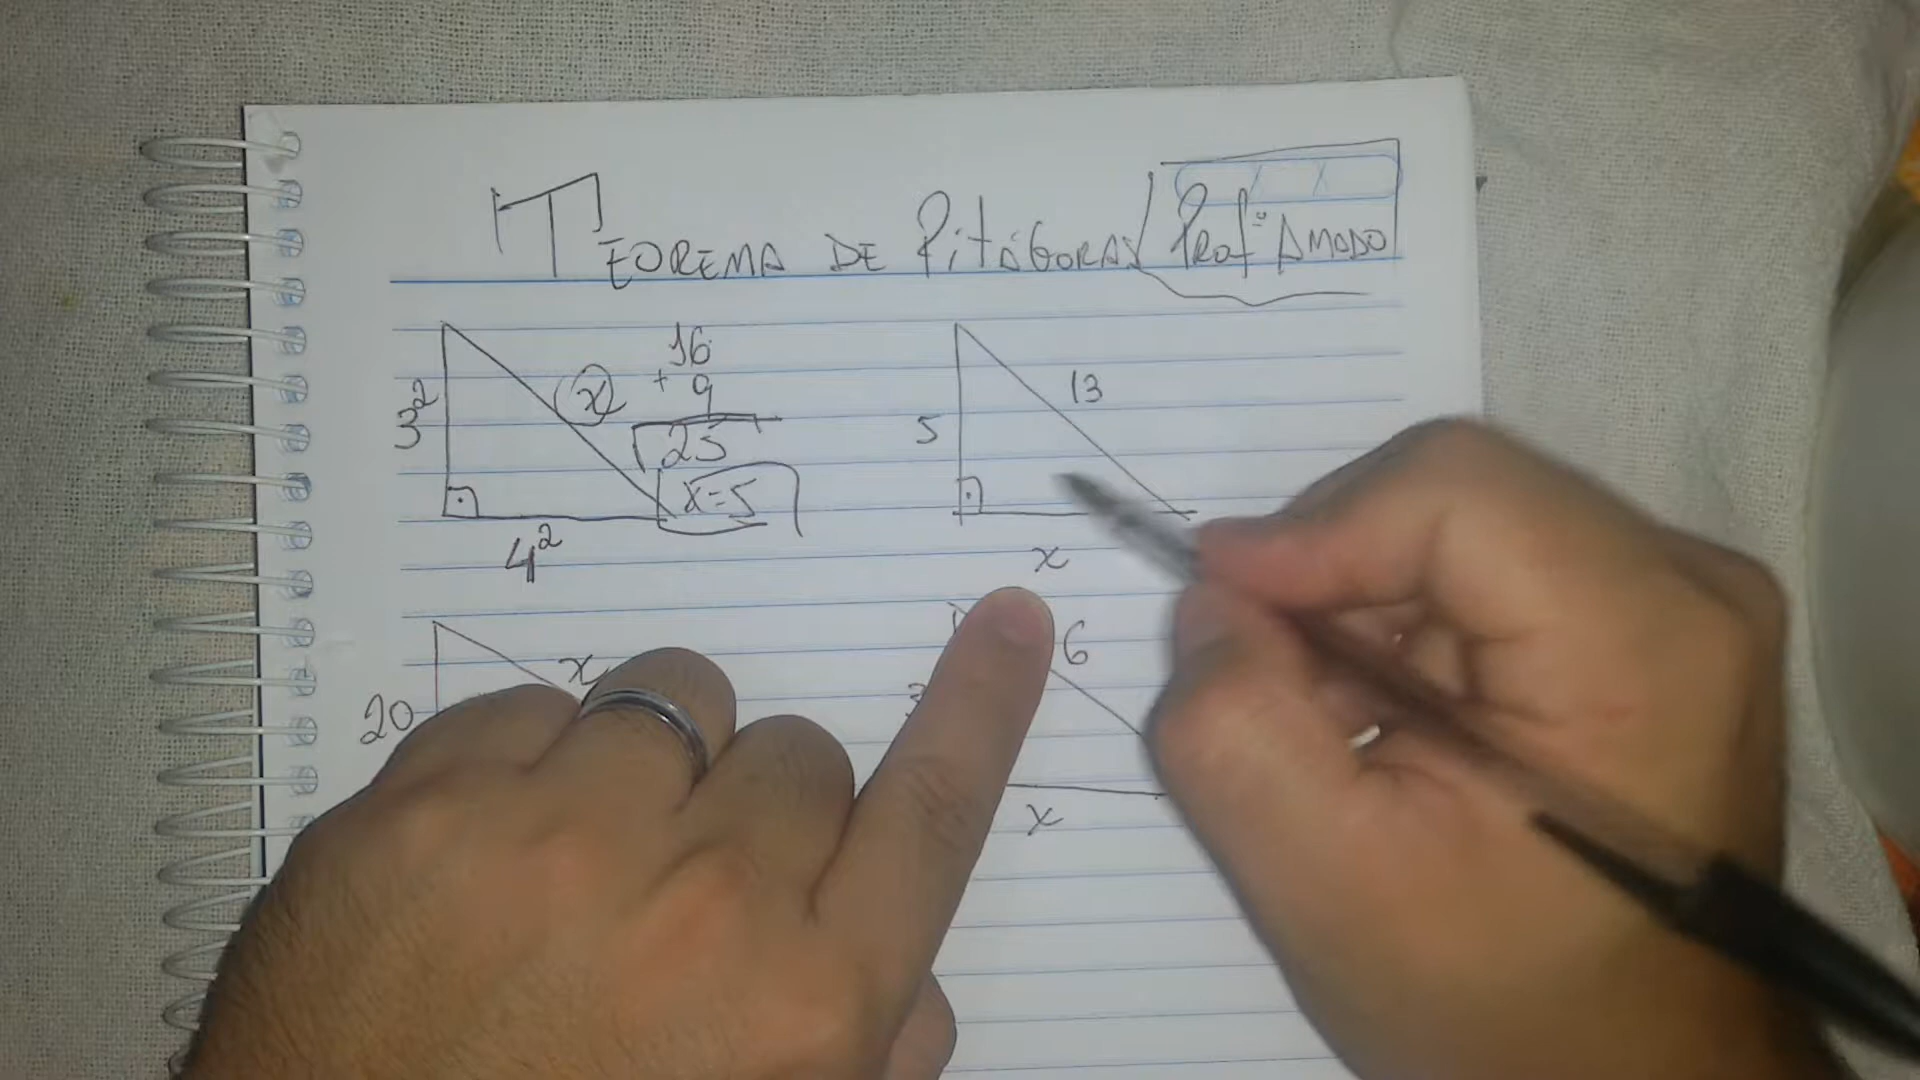 TEOREMA DE PitÁGORAS Profº AMADO
3² x 16
+ 9
25
x=5
4²
5 13
x
20 x
6
x